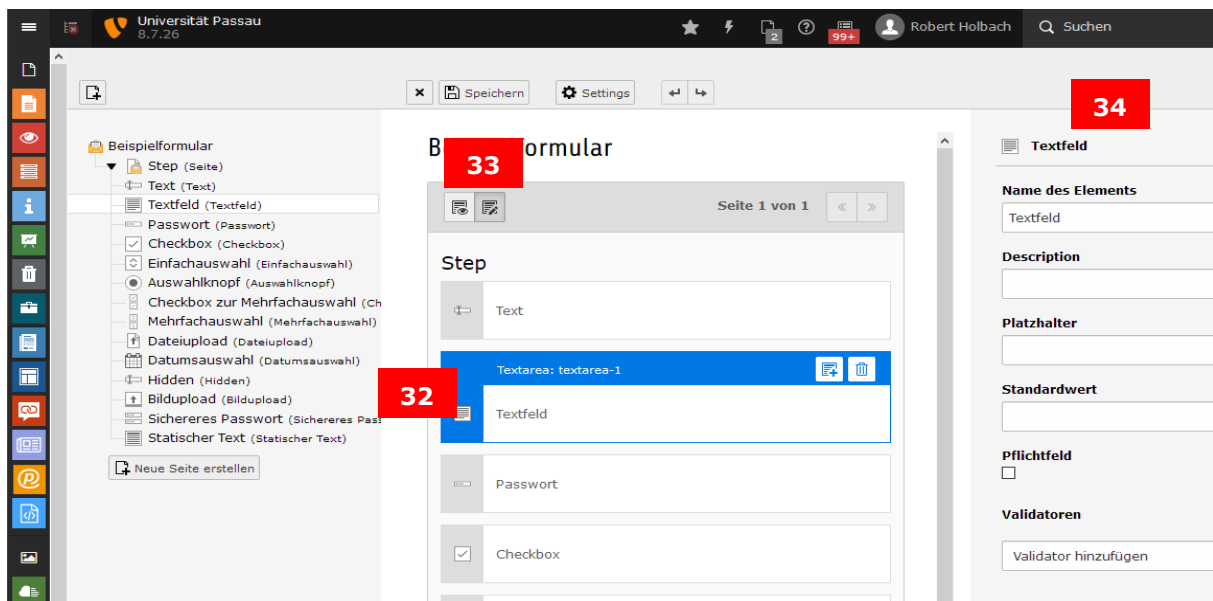 Universität Passau
8.7.26
2
99+
Robert Holbach
Suchen
Speichern
Settings
34
Beispielformular
Step (Seite)
Text (Text)
Textfeld (Textfeld)
Passwort (Passwort)
Checkbox (Checkbox)
Einfachauswahl (Einfachauswahl)
Auswahlknopf (Auswahlknopf)
Checkbox zur Mehrfachauswahl (Ch
Mehrfachauswahl (Mehrfachauswahl)
Dateiupload (Dateiupload)
Datumsauswahl (Datumsauswahl)
Hidden (Hidden)
Bildupload (Bildupload)
Sichereres Passwort (Sichereres Pass
Statischer Text (Statischer Text)
Neue Seite erstellen
B ormular
33
Seite 1 von 1
Step
Text
Textarea: textarea-1
32
Textfeld
Passwort
Checkbox
Textfeld
Name des Elements
Textfeld
Description
Platzhalter
Standardwert
Pflichtfeld
Validatoren
Validator hinzufügen